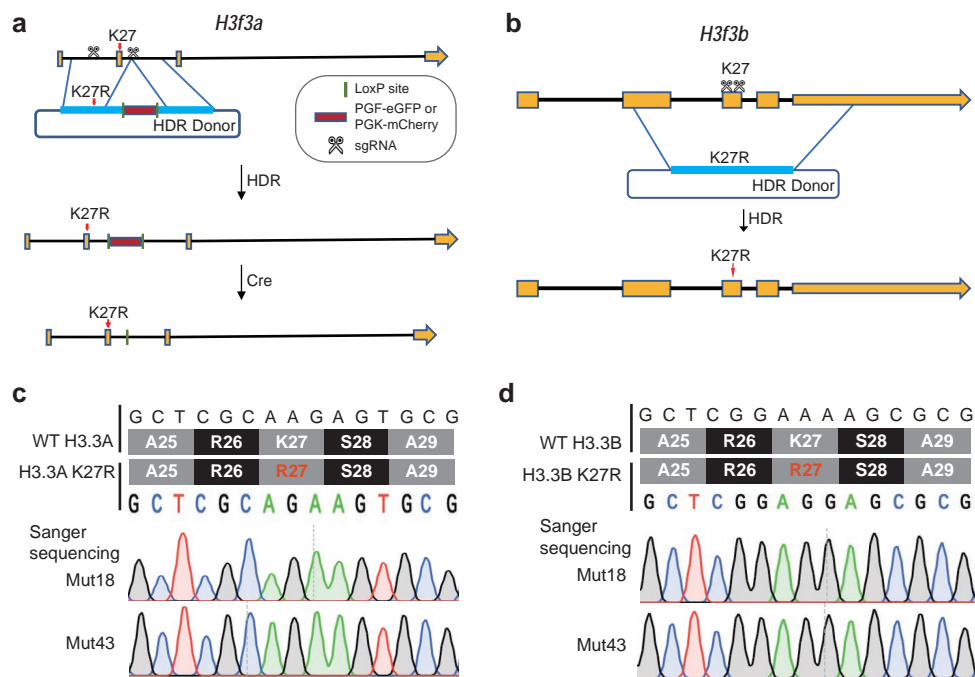 a
H3f3a
K27
K27R
HDR Donor
LoxP site
PGF-eGFP or
PGK-mCherry
sgRNA
HDR
K27R
Cre
K27R
b
H3f3b
K27
K27R
HDR Donor
HDR
K27R
c
G C T C G C A A G A G T G C G
WT H3.3A A25 R26 K27 S28 A29
H3.3A K27R A25 R26 R27 S28 A29
G C T C G C A G A A G T G C G
Sanger
sequencing
Mut18
Mut43
d
G C T C G G A A A A G C G C G
WT H3.3B A25 R26 K27 S28 A29
H3.3B K27R A25 R26 R27 S28 A29
G C T C G G A G G A G C G C G
Sanger
sequencing
Mut18
Mut43